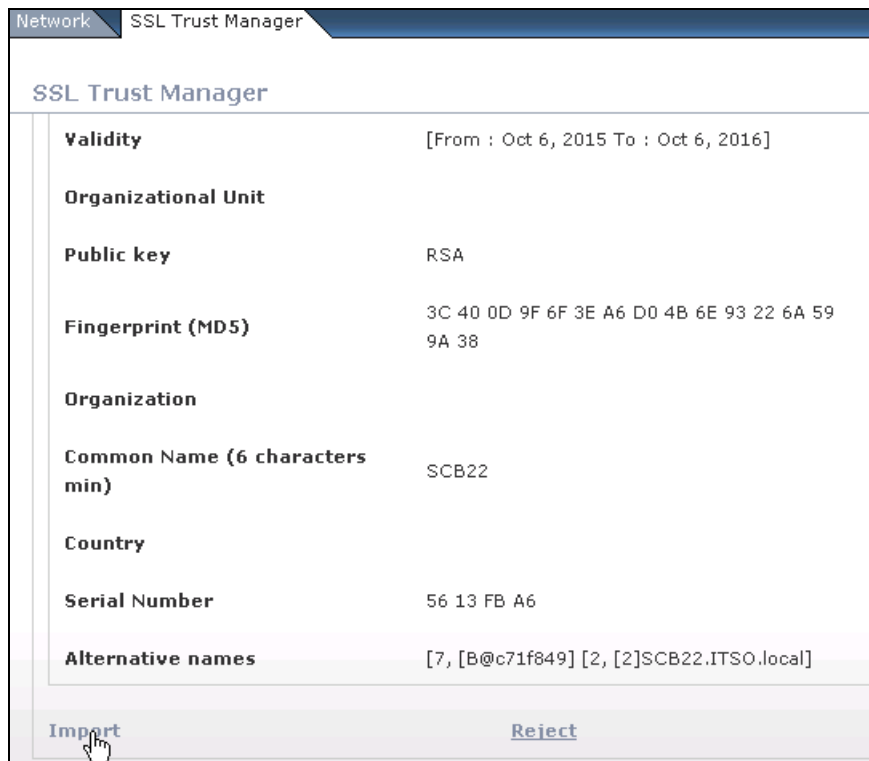 Network SSL Trust Manager
SSL Trust Manager
Validity [From : Oct 6, 2015 To : Oct 6, 2016]
Organizational Unit
Public key RSA
Fingerprint (MD5) 3C 40 0D 9F 6F 3E A6 D0 4B 6E 93 22 6A 59
9A 38
Organization
Common Name (6 characters
min) SCB22
Country
Serial Number 56 13 FB A6
Alternative names [7, [B@c71f849] [2, [2]SCB22.ITSO.local]
Import Reject